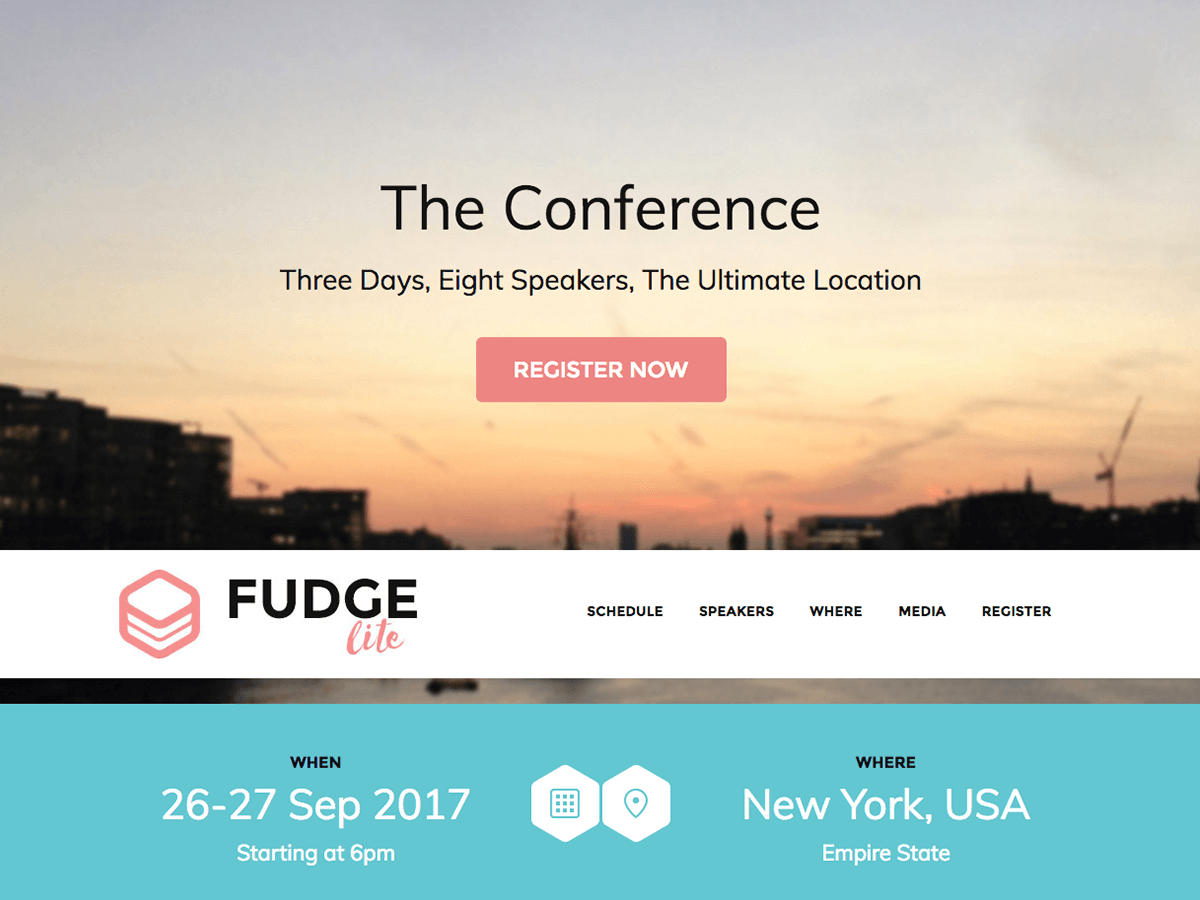 The Conference
Three Days, Eight Speakers, The Ultimate Location
REGISTER NOW
FUDGE
lite
SCHEDULE SPEAKERS WHERE MEDIA REGISTER
WHEN
26-27 Sep 2017
Starting at 6pm
WHERE
New York, USA
Empire State